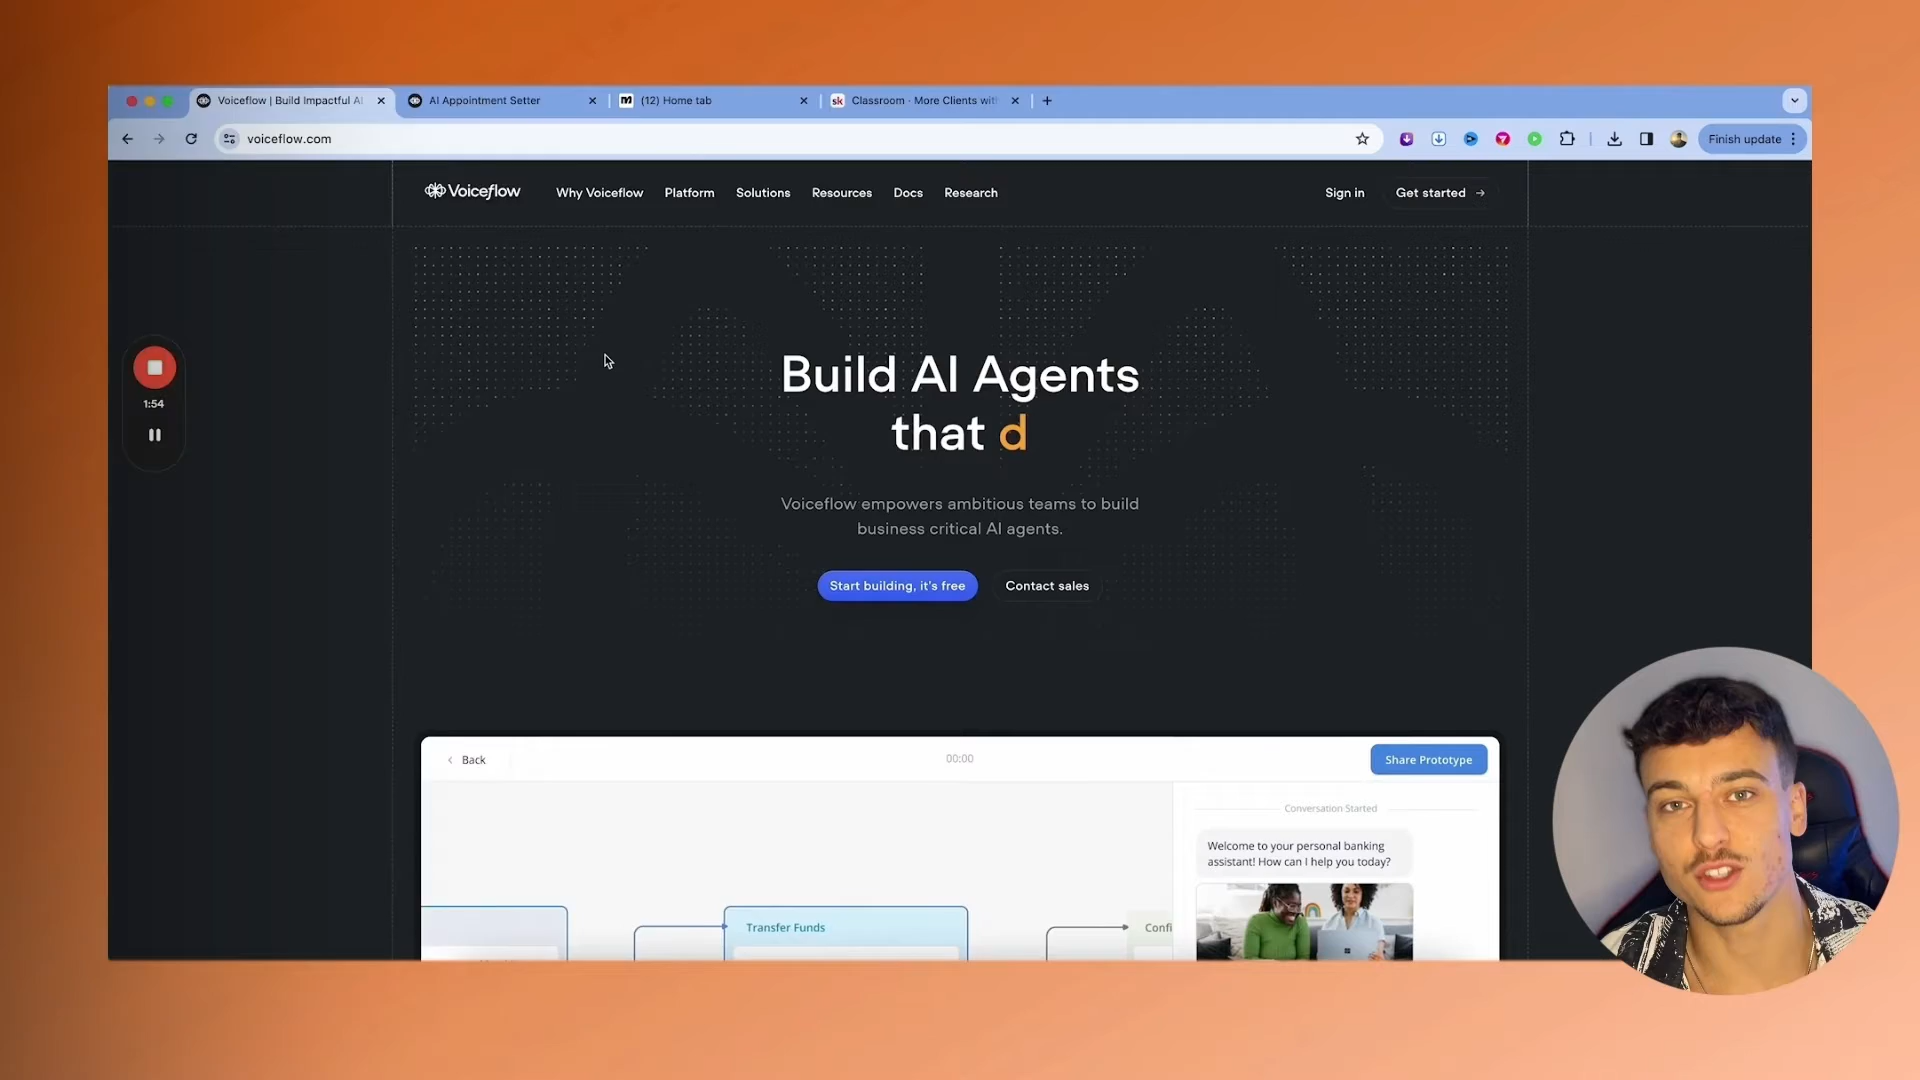 Voiceflow | Build Impactful AI
AI Appointment Setter
(12) Home tab
sk
Classroom · More Clients wit
voiceflow.com
Finish update
Voiceflow
Why Voiceflow
Platform
Solutions
Resources
Docs
Research
Sign in
Get started
1:54
Build AI Agents
that d
Voiceflow empowers ambitious teams to build
business critical AI agents.
Start building, it's free
Contact sales
Back
00:00
Share Prototype
Conversation Started
Welcome to your personal banking
assistant! How can I help you today?
Transfer Funds
Confi